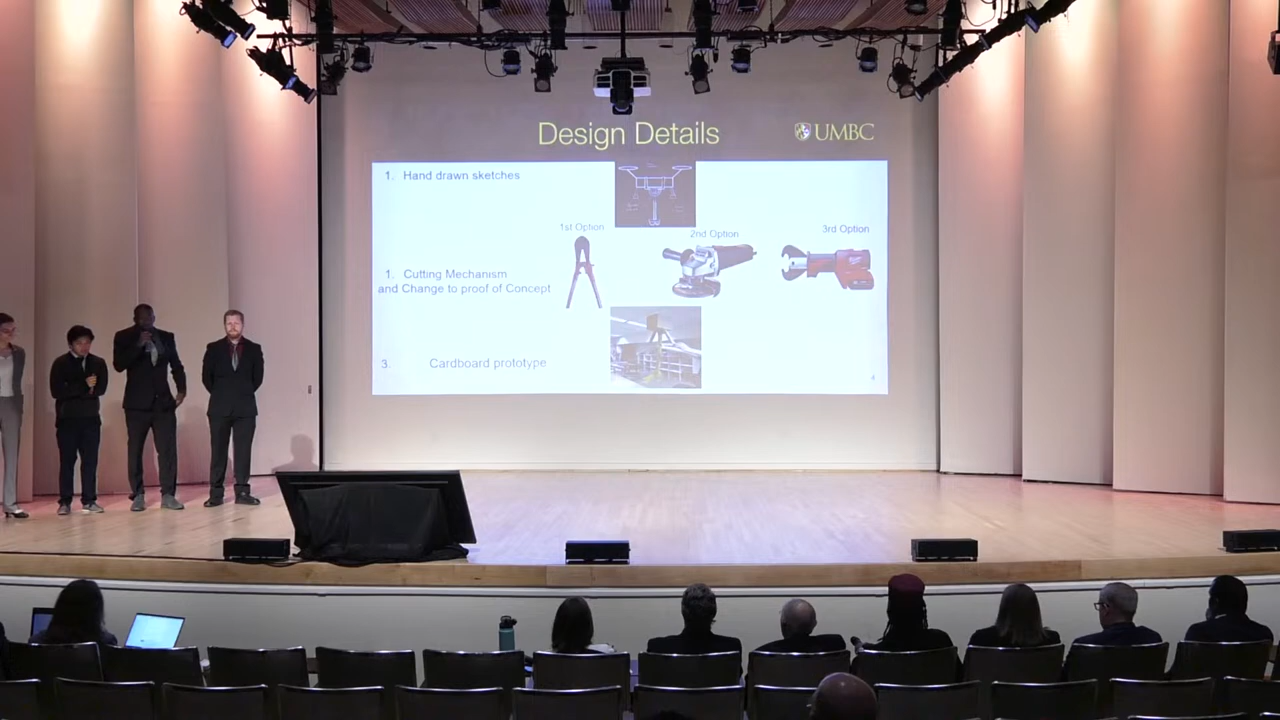 Design Details
UMBC
1. Hand drawn sketches
1st Option
2nd Option
3rd Option
1. Cutting Mechanism
and Change to proof of Concept
3. Cardboard prototype
4